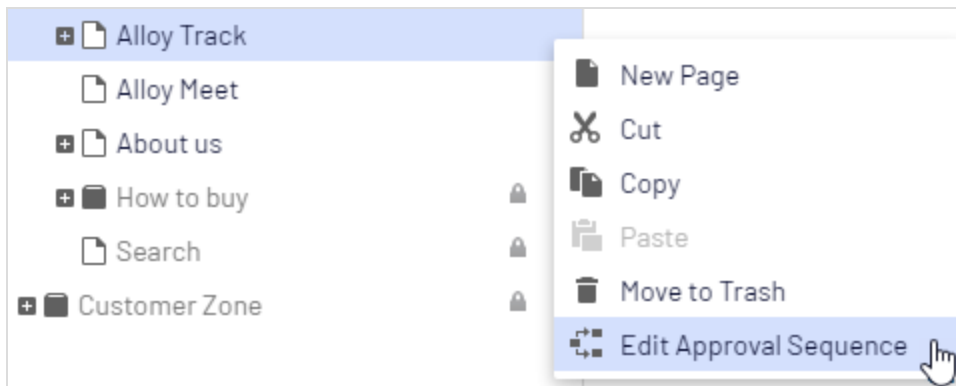 Alloy Track
Alloy Meet
About us
How to buy
Search
Customer Zone
New Page
Cut
Copy
Paste
Move to Trash
Edit Approval Sequence